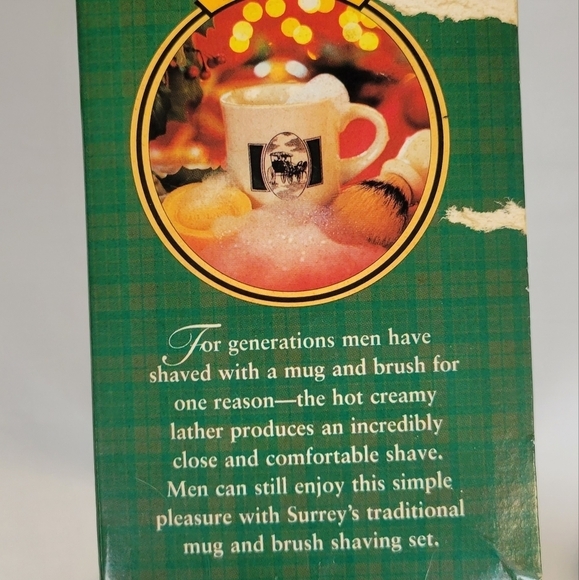 For generations men have
shaved with a mug and brush for
one reason—the hot creamy
lather produces an incredibly
close and comfortable shave.
Men can still enjoy this simple
pleasure with Surrey's traditional
mug and brush shaving set.